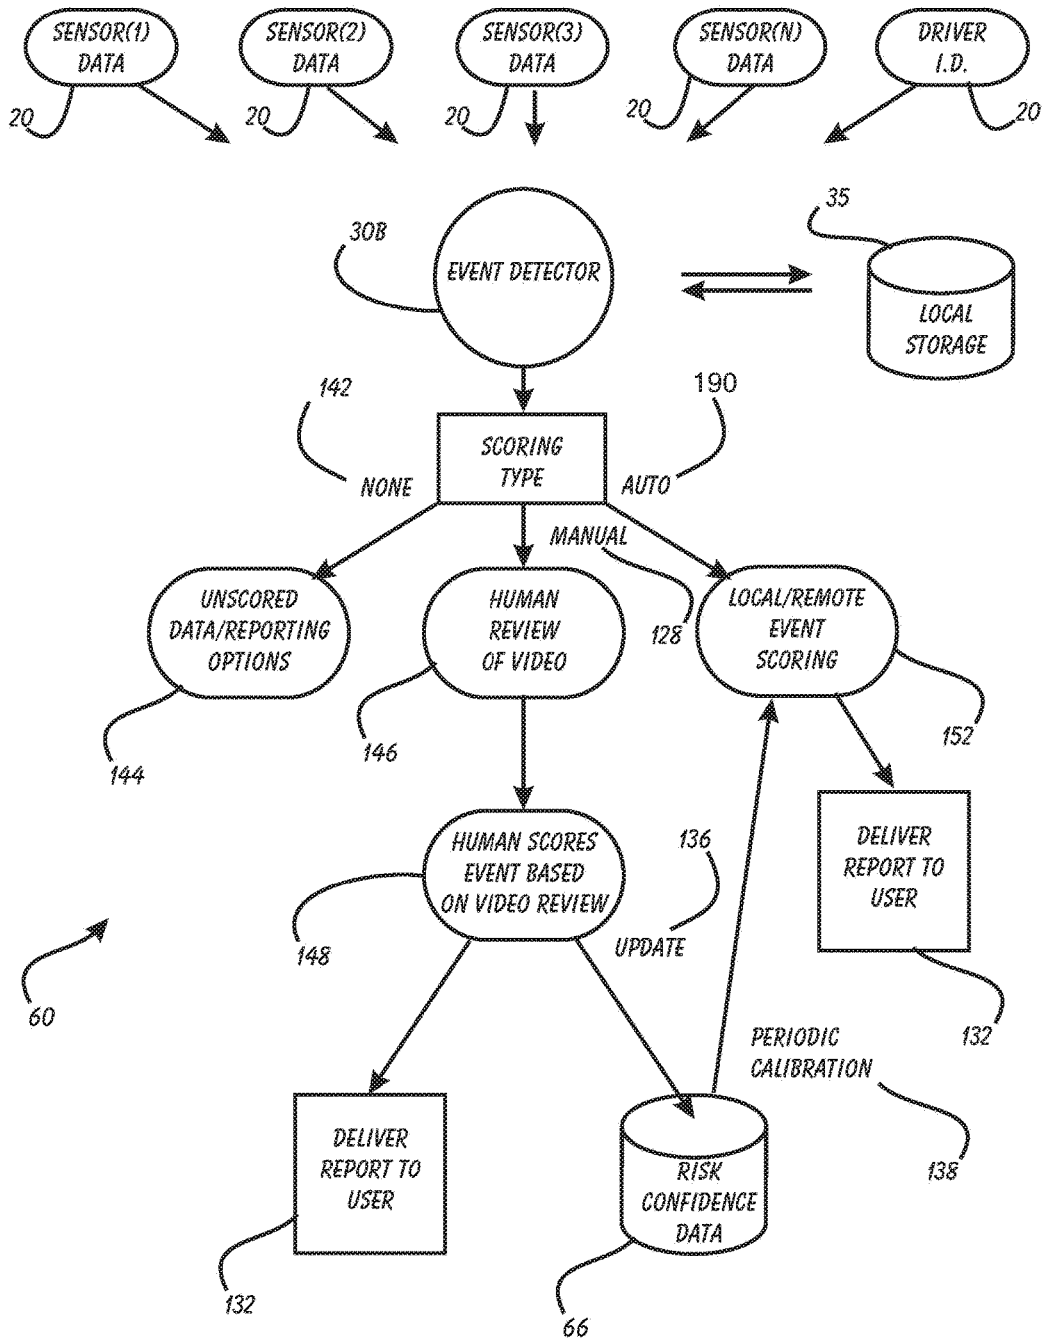 SENSOR(1)
DATA
SENSOR(2)
DATA
SENSOR(3)
DATA
SENSOR(N)
DATA
DRIVER
I.D.
20
20
20
20
20
35
30B
EVENT DETECTOR
LOCAL
STORAGE
142
190
SCORING
TYPE
NONE
AUTO
MANUAL
128
UNSCORED
DATA/REPORTING
OPTIONS
HUMAN
REVIEW
OF VIDEO
LOCAL/REMOTE
EVENT
SCORING
144
146
152
HUMAN SCORES
EVENT BASED
ON VIDEO REVIEW
136
DELIVER
REPORT TO
USER
148
UPDATE
60
132
PERIODIC
CALIBRATION
138
DELIVER
REPORT TO
USER
RISK
CONFIDENCE
DATA
132
66